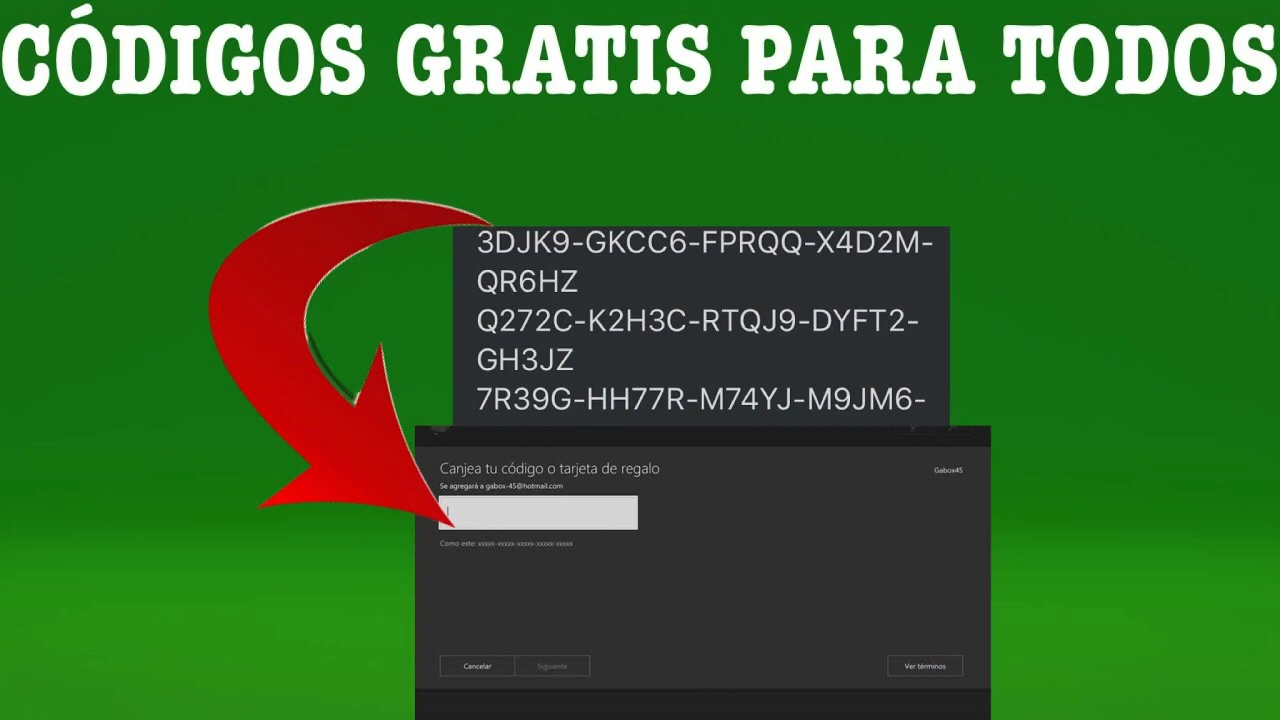 CÓDIGOS GRATIS PARA TODOS
3DJK9-GKCC6-FPRQQ-X4D2M-
QR6HZ
Q272C-K2H3C-RTQJ9-DYFT2-
GH3JZ
7R39G-HH77R-M74YJ-M9JM6-
Canjea tu código o tarjeta de regalo
Gabox45
Se agregará a gabox-45@hotmail.com
Como este: xxxxx-xxxxx-xxxxx-xxxxx-xxxxx
Cancelar
Siguiente
Ver términos